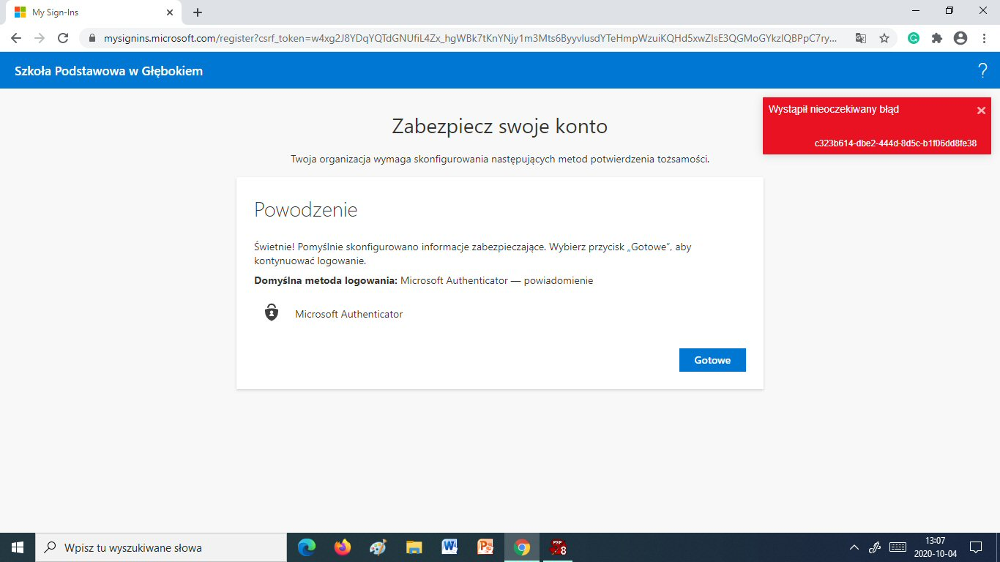 My Sign-Ins
mysignins.microsoft.com/register?csrf_token=w4xg2J8YDqYQTdGNUfiL4Zx_hgWBk7tKnYNjy1m3Mts6ByyvlusdYTeHmpWzuiKQHd5xwZlsE3QGMoGYkzlQBPpC7ry...
Szkoła Podstawowa w Głębokiem
?
Wystąpił nieoczekiwany błąd
c323b614-dbe2-444d-8d5c-b1f06dd8fe38
Zabezpiecz swoje konto
Twoja organizacja wymaga skonfigurowania następujących metod potwierdzenia tożsamości.
Powodzenie
Świetnie! Pomyślnie skonfigurowano informacje zabezpieczające. Wybierz przycisk „Gotowe”, aby
kontynuować logowanie.
Domyślna metoda logowania: Microsoft Authenticator — powiadomienie
Microsoft Authenticator
Gotowe
Wpisz tu wyszukiwane słowa
PSP
8
13:07
2020-10-04